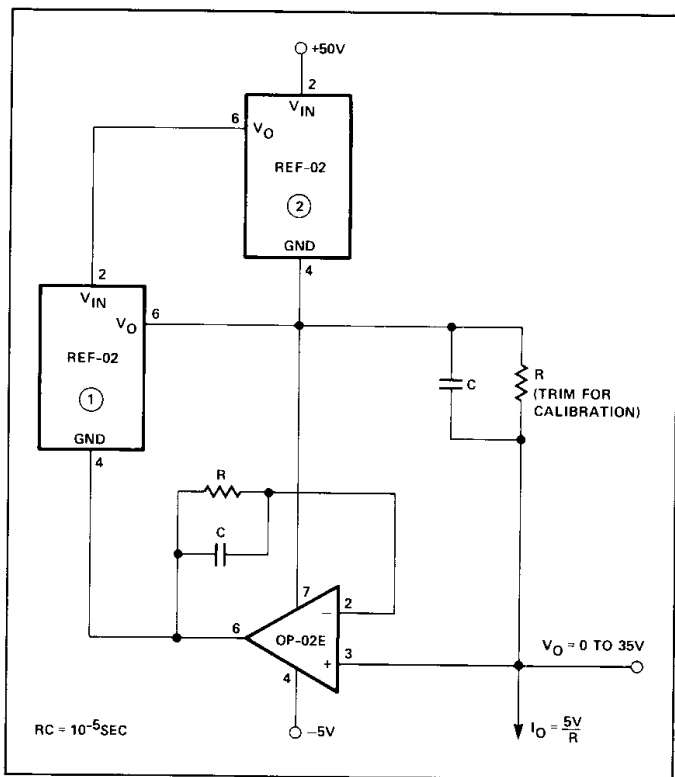 +50V
2
V_IN
6
V_O
REF-02
2
GND
4
2
V_IN
V_O
6
REF-02
1
GND
4
C
R
(TRIM FOR
CALIBRATION)
R
C
7
2
−
6
OP-02E
+
3
4
V_O = 0 TO 35V
−5V
I_O = 5V/R
RC = 10^-5 SEC